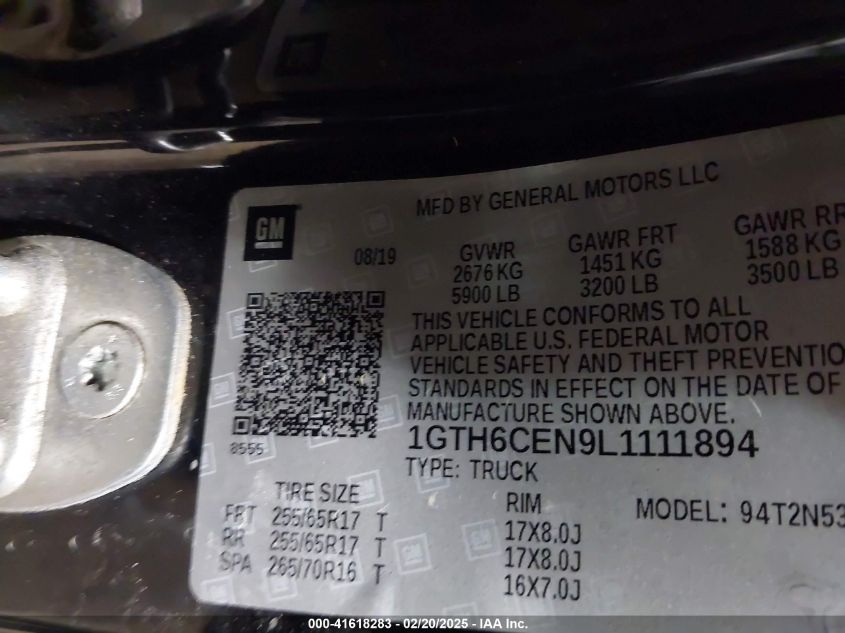 GM
MFD BY GENERAL MOTORS LLC
08/19
GVWR
2676 KG
5900 LB
GAWR FRT
1451 KG
3200 LB
GAWR RR
1588 KG
3500 LB
THIS VEHICLE CONFORMS TO ALL
APPLICABLE U.S. FEDERAL MOTOR
VEHICLE SAFETY AND THEFT PREVENTIO
STANDARDS IN EFFECT ON THE DATE OF
MANUFACTURE SHOWN ABOVE.
8555
1GTH6CEN9L1111894
TYPE: TRUCK
MODEL: 94T2N53
TIRE SIZE RIM
FRT 255/65R17 T 17X8.0J
RR 255/65R17 T 17X8.0J
SPA 265/70R16 T 16X7.0J
000-41618283 - 02/20/2025 - IAA Inc.